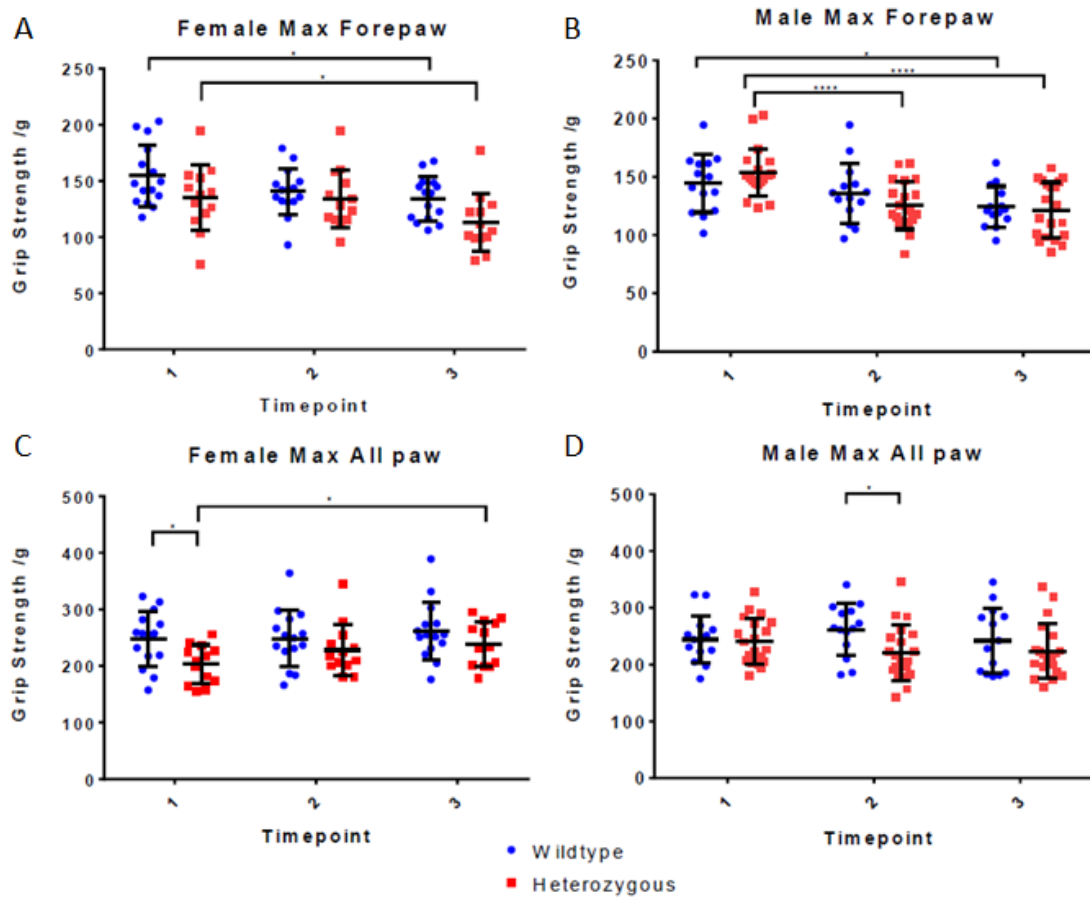 A
Female Max Forepaw
*
*
250
200
150
100
50
0
Grip Strength /g
1
2
3
Timepoint
B
Male Max Forepaw
*
****
****
250
200
150
100
50
0
Grip Strength /g
1
2
3
Timepoint
C
Female Max All paw
*
*
500
400
300
200
100
0
Grip Strength /g
1
2
3
Timepoint
D
Male Max All paw
*
500
400
300
200
100
0
Grip Strength /g
1
2
3
Timepoint
Wildtype
Heterozygous